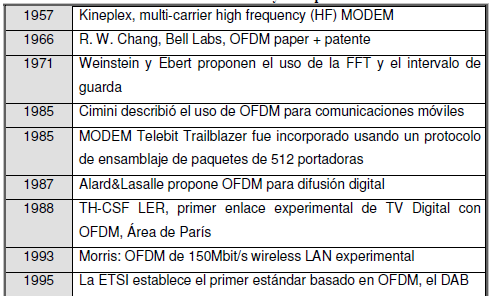 1957 Kineplex, multi-carrier high frequency (HF) MODEM
1966 R. W. Chang, Bell Labs, OFDM paper + patente
1971 Weinstein y Ebert proponen el uso de la FFT y el intervalo de
guarda
1985 Cimini describió el uso de OFDM para comunicaciones móviles
1985 MODEM Telebit Trailblazer fue incorporado usando un protocolo
de ensamblaje de paquetes de 512 portadoras
1987 Alard&Lasalle propone OFDM para difusión digital
1988 TH-CSF LER, primer enlace experimental de TV Digital con
OFDM, Área de París
1993 Morris: OFDM de 150Mbit/s wireless LAN experimental
1995 La ETSI establece el primer estándar basado en OFDM, el DAB